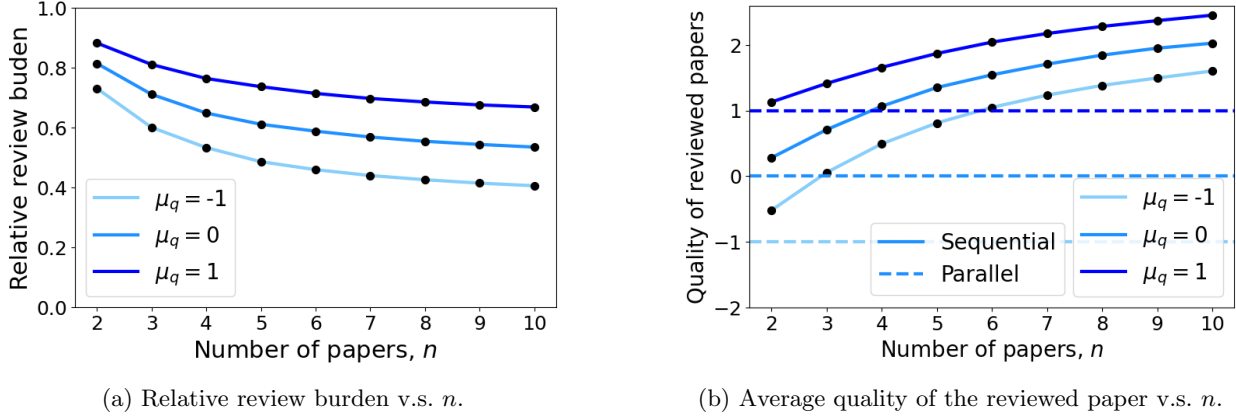 1.0
0.8
0.6
0.4
0.2
0.0
Relative review buden
μq = -1
μq = 0
μq = 1
2 3 4 5 6 7 8 9 10
Number of papers, n
(a) Relative review burden v.s. n.
2
1
0
−1
−2
Quality of reviewed papers
Sequential
Parallel
μq = -1
μq = 0
μq = 1
2 3 4 5 6 7 8 9 10
Number of papers, n
(b) Average quality of the reviewed paper v.s. n.